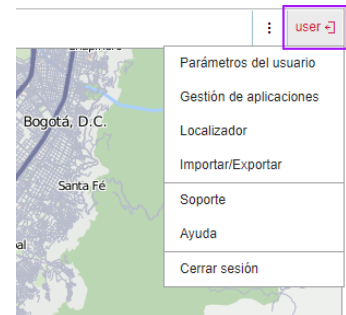 user
Parámetros del usuario
Gestión de aplicaciones
Localizador
Importar/Exportar
Soporte
Ayuda
Cerrar sesión
Bogotá, D.C.
Santa Fé